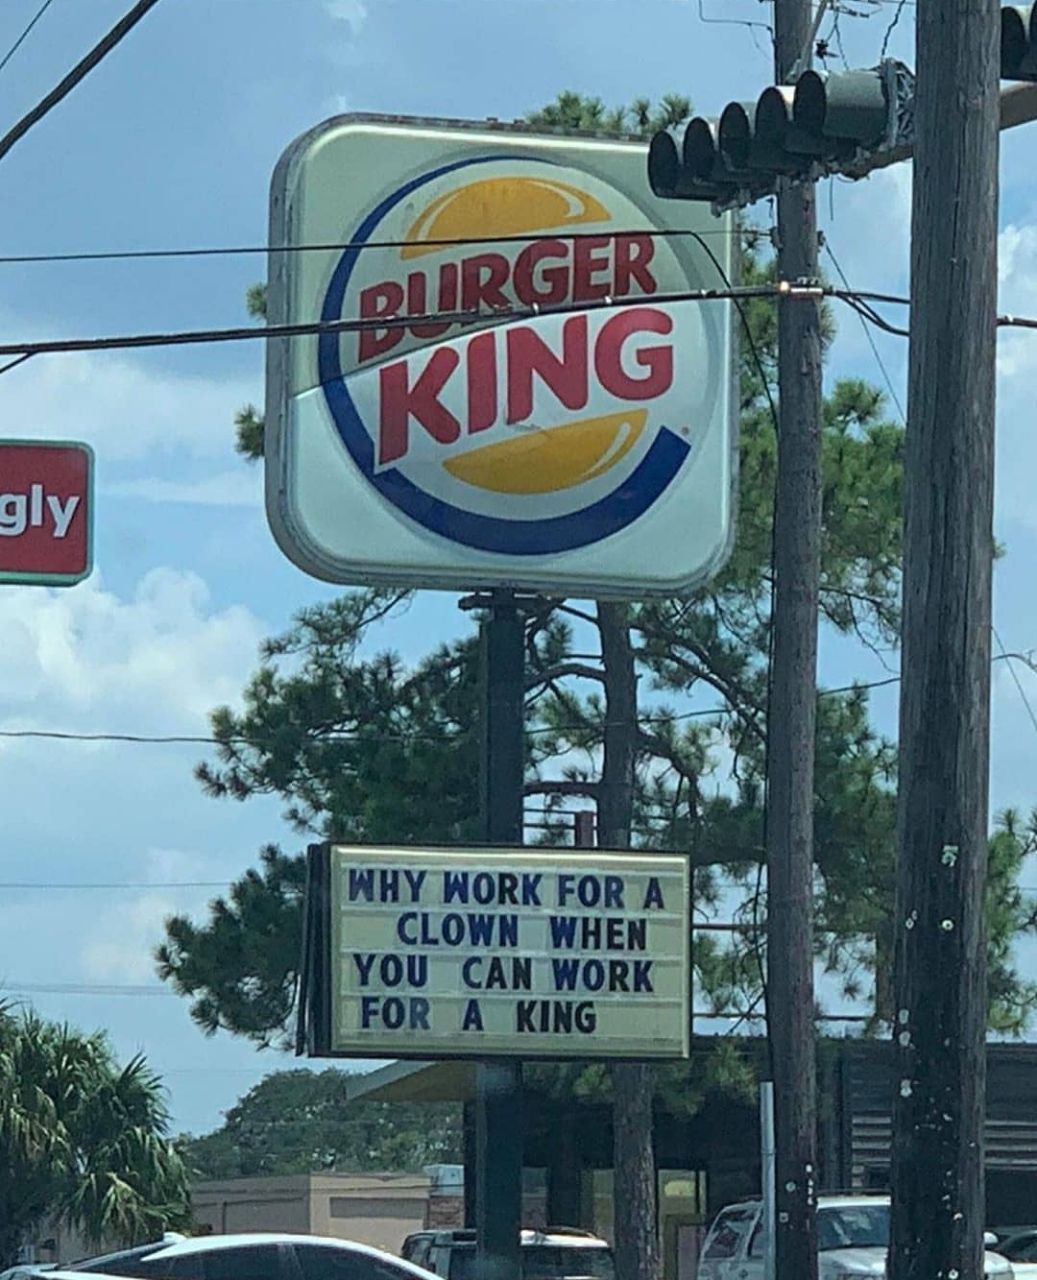 BURGER
KING
gly
WHY WORK FOR A
CLOWN WHEN
YOU CAN WORK
FOR A KING